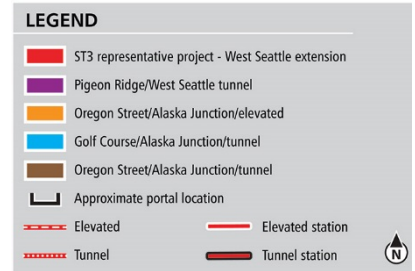 LEGEND
ST3 representative project - West Seattle extension
Pigeon Ridge/West Seattle tunnel
Oregon Street/Alaska Junction/elevated
Golf Course/Alaska Junction/tunnel
Oregon Street/Alaska Junction/tunnel
Approximate portal location
Elevated Elevated station
Tunnel Tunnel station
N